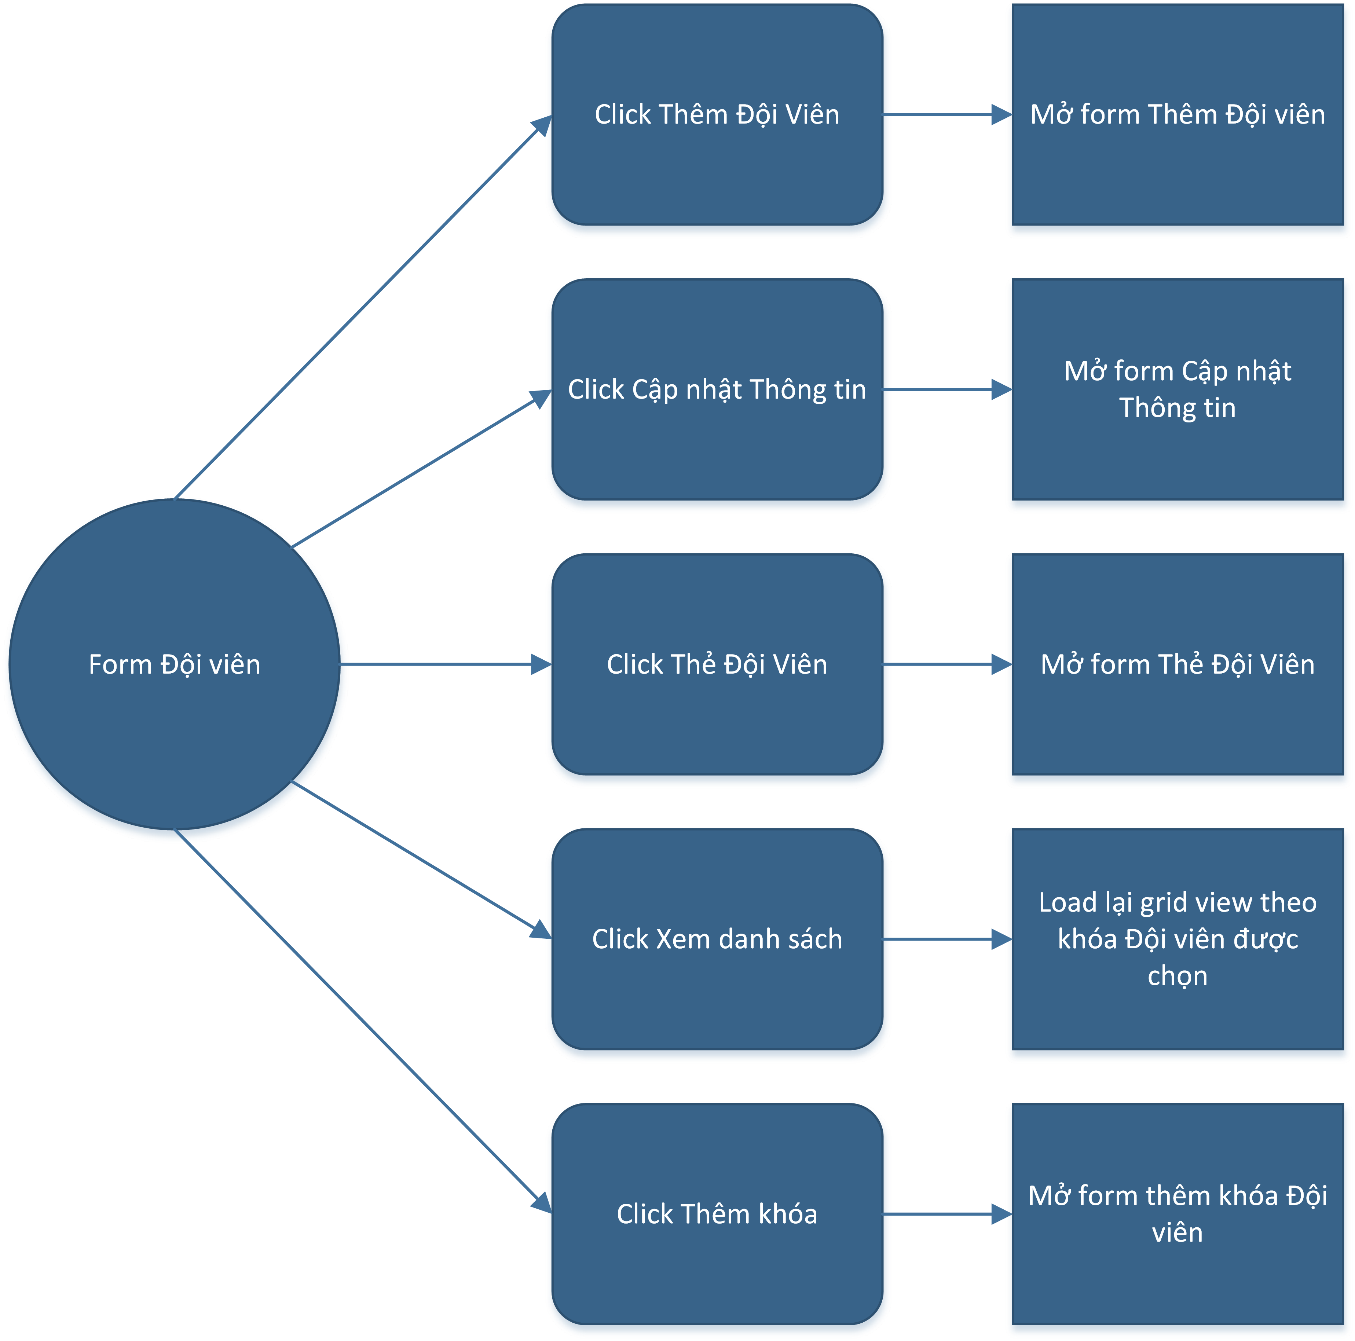 Click Thêm Đội Viên
Mở form Thêm Đội viên
Click Cập nhật Thông tin
Mở form Cập nhật
Thông tin
Form Đội viên
Click Thẻ Đội Viên
Mở form Thẻ Đội Viên
Click Xem danh sách
Load lại grid view theo
khóa Đội viên được
chọn
Click Thêm khóa
Mở form thêm khóa Đội
viên